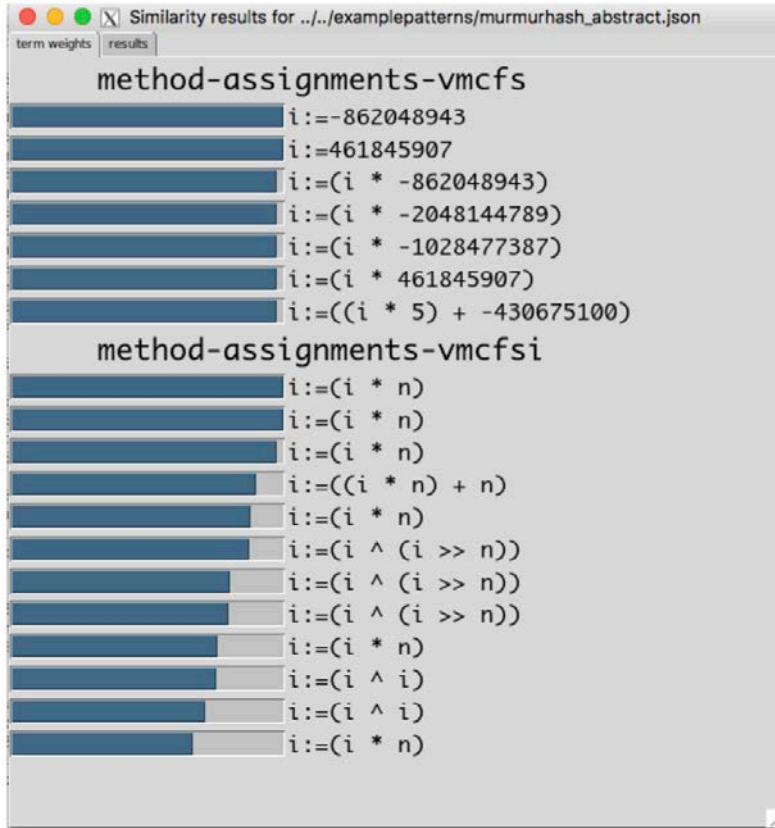 X Similarity results for ../../examplepatterns/murmurhash_abstract.json
term weights results
method-assignments-vmcfs
i:=-862048943
i:=461845907
i:=(i * -862048943)
i:=(i * -2048144789)
i:=(i * -1028477387)
i:=(i * 461845907)
i:=((i * 5) + -430675100)
method-assignments-vmcfsi
i:=(i * n)
i:=(i * n)
i:=(i * n)
i:=((i * n) + n)
i:=(i * n)
i:=(i ^ (i >> n))
i:=(i ^ (i >> n))
i:=(i ^ (i >> n))
i:=(i * n)
i:=(i ^ i)
i:=(i ^ i)
i:=(i * n)